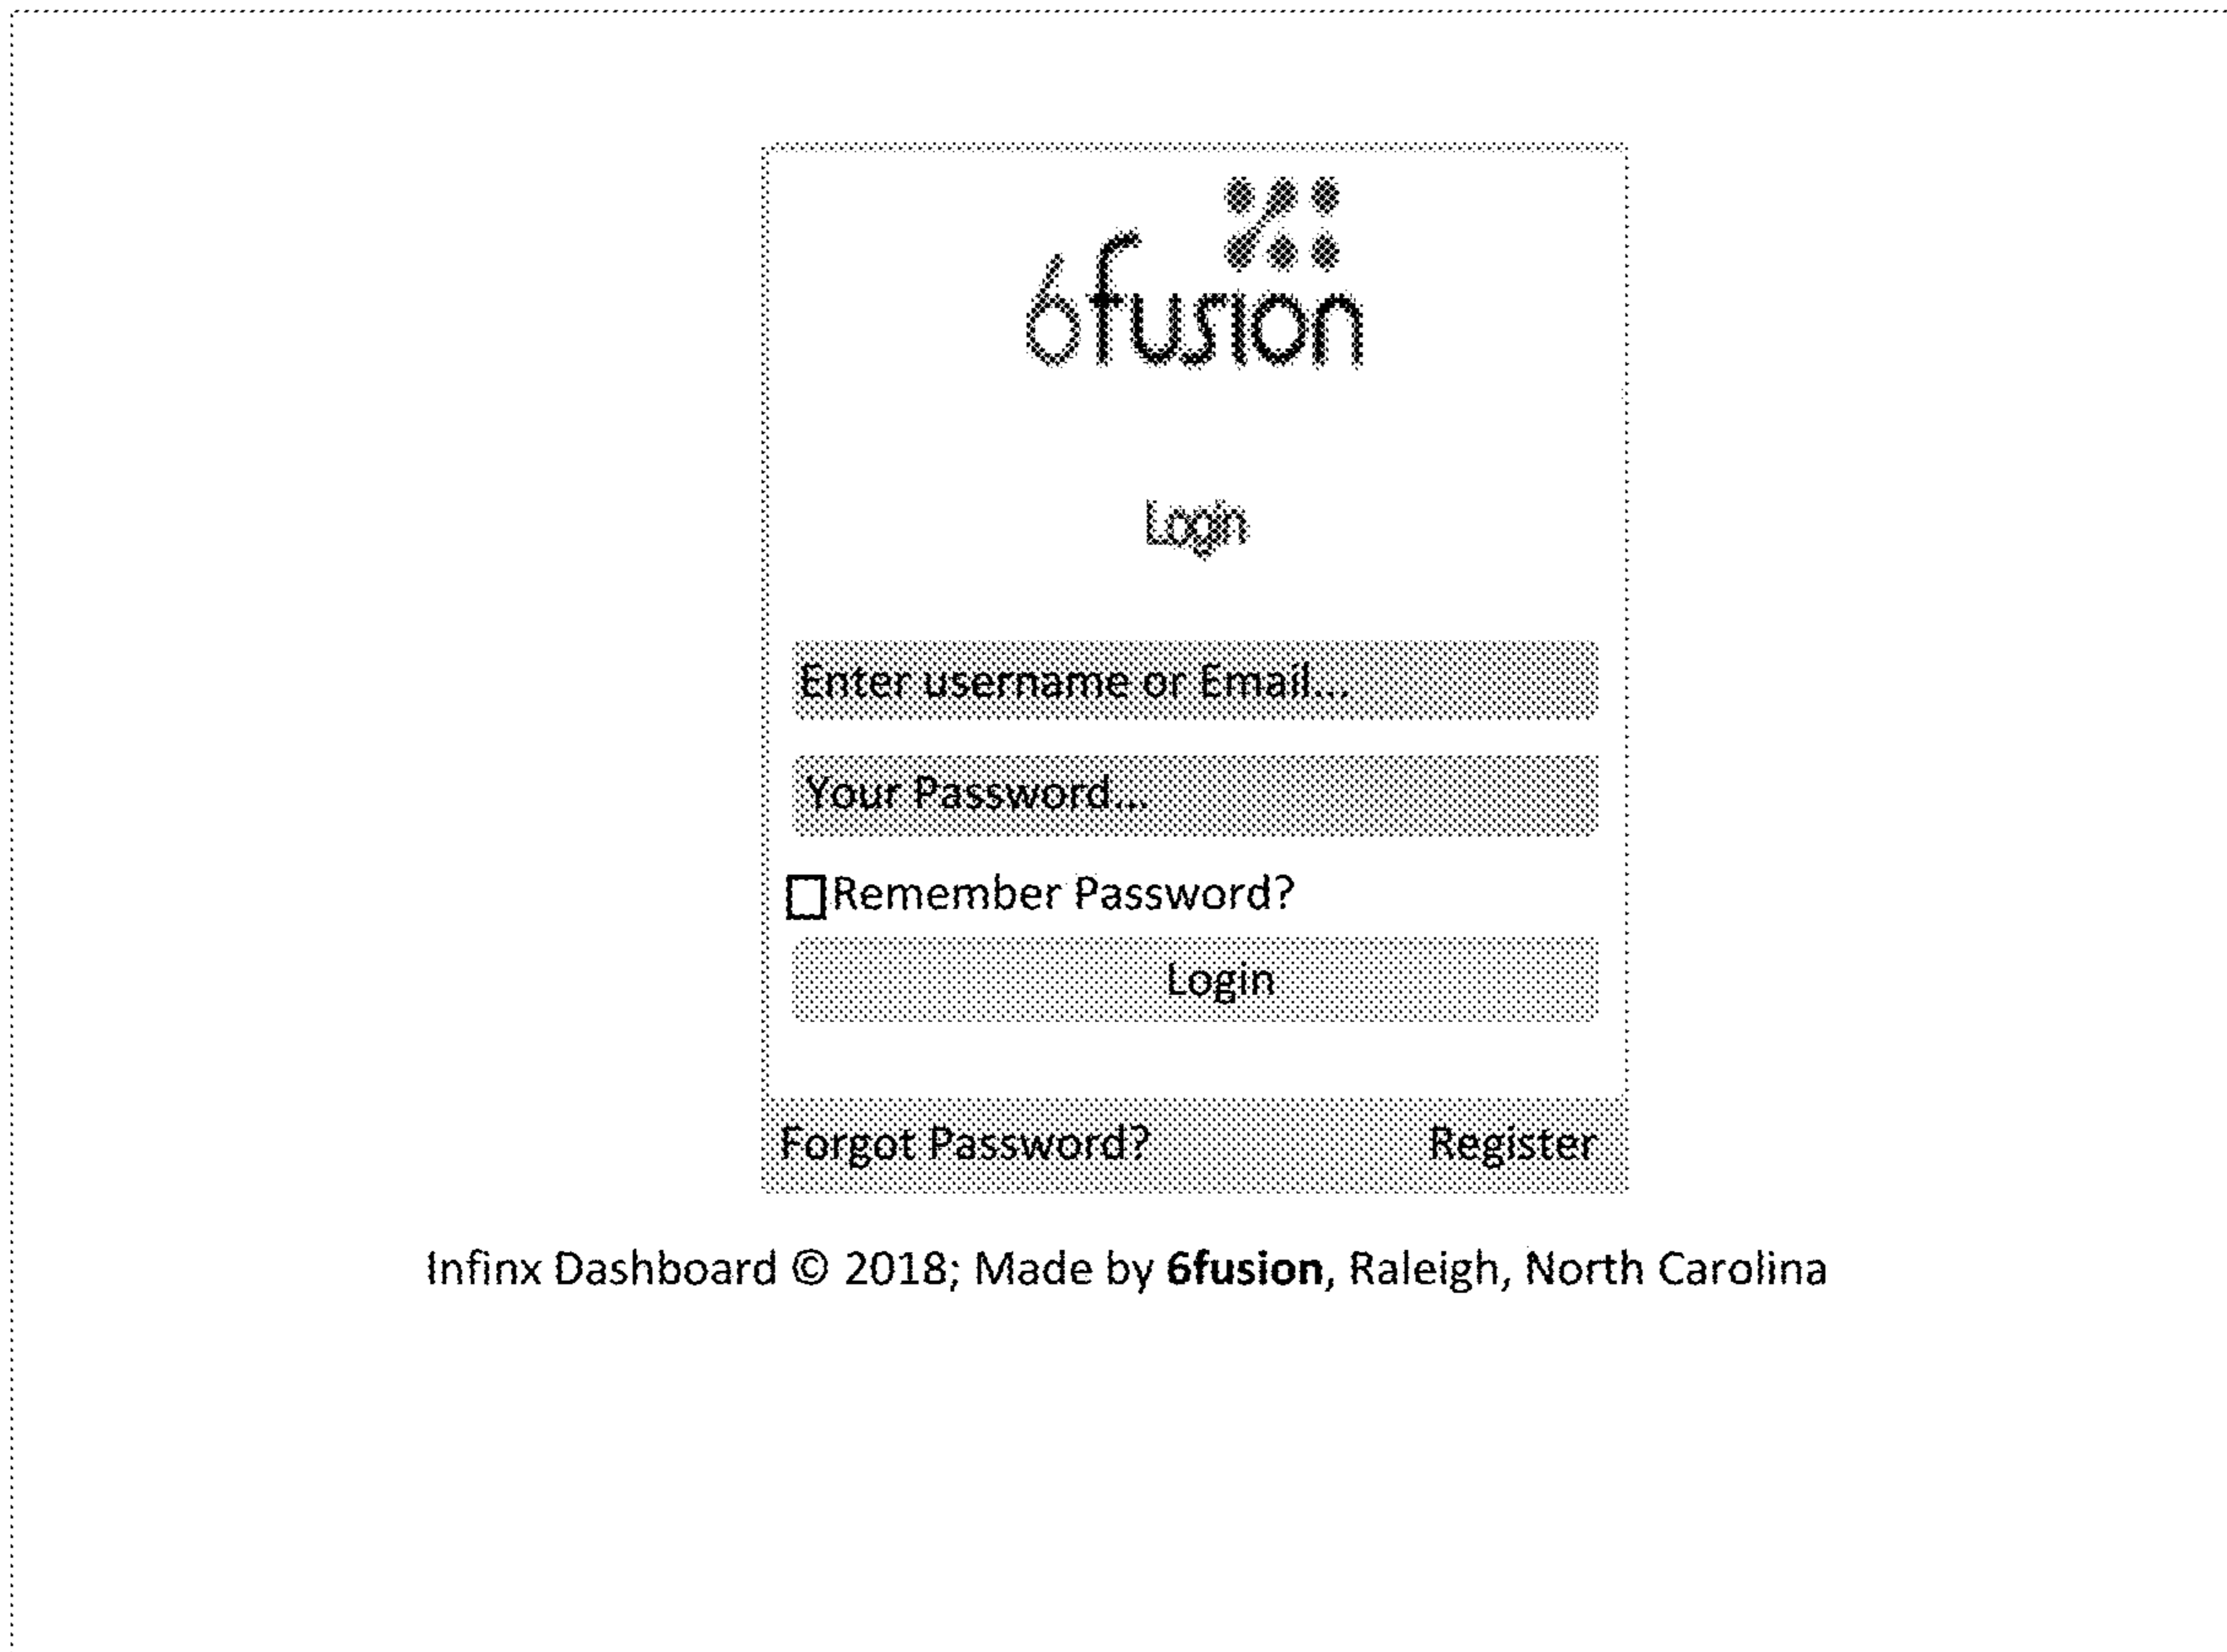 6fusion
Login
Enter username or Email...
Your Password...
Remember Password?
Login
Forgot Password? Register
Infinx Dashboard © 2018; Made by 6fusion, Raleigh, North Carolina